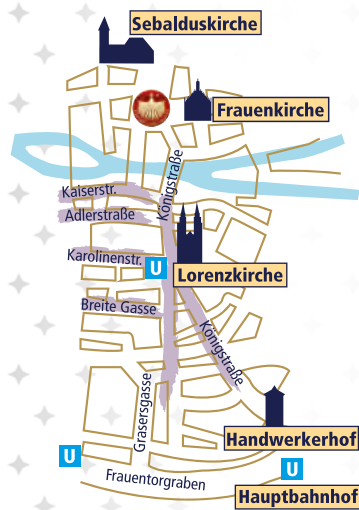 Sebalduskirche
Frauenkirche
Königstraße
Kaiserstr.
Adlerstraße
Karolinenstr.
U
Lorenzkirche
Breite Gasse
Königstraße
Grasersgasse
Handwerkerhof
U
U
Frauentorgraben
Hauptbahnhof